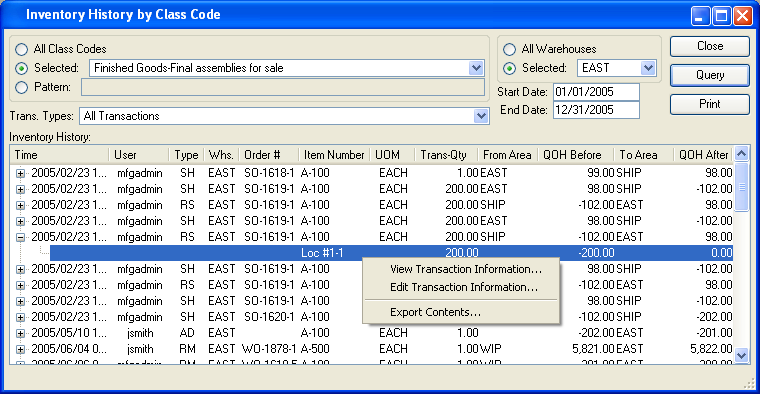 Inventory History by Class Code
All Class Codes
Selected: Finished Goods-Final assemblies for sale
Pattern:
Trans. Types: All Transactions
All Warehouses
Selected: EAST
Start Date: 01/01/2005
End Date: 12/31/2005
Close
Query
Print
Inventory History:
Time User Type Whs. Order # Item Number UOM Trans-Qty From Area QOH Before To Area QOH After
2005/02/23 1... mfgadmin SH EAST SO-1618-1 A-100 EACH 1.00 EAST 99.00 SHIP 98.00
2005/02/23 1... mfgadmin SH EAST SO-1619-1 A-100 EACH 200.00 EAST 98.00 SHIP -102.00
2005/02/23 1... mfgadmin RS EAST SO-1619-1 A-100 EACH 200.00 SHIP -102.00 EAST 98.00
2005/02/23 1... mfgadmin SH EAST SO-1619-1 A-100 EACH 200.00 EAST 98.00 SHIP -102.00
2005/02/23 1... mfgadmin RS EAST SO-1619-1 A-100 EACH 200.00 SHIP -102.00 EAST 98.00
Loc #1-1 200.00 -200.00 0.00
2005/02/23 1... mfgadmin SH EAST SO-1619-1 A-100 98.00 SHIP -102.00
2005/02/23 1... mfgadmin RS EAST SO-1619-1 A-100 -102.00 EAST 98.00
2005/02/23 1... mfgadmin SH EAST SO-1619-1 A-100 98.00 SHIP -102.00
2005/02/23 1... mfgadmin SH EAST SO-1620-1 A-100 -102.00 SHIP -202.00
2005/05/10 1... jsmith AD EAST A-100 EACH 1.00 -202.00 EAST -201.00
2005/06/04 0... jsmith RM EAST WO-1878-1 A-500 EACH 1.00 WIP 5,821.00 EAST 5,822.00
View Transaction Information...
Edit Transaction Information...
Export Contents...